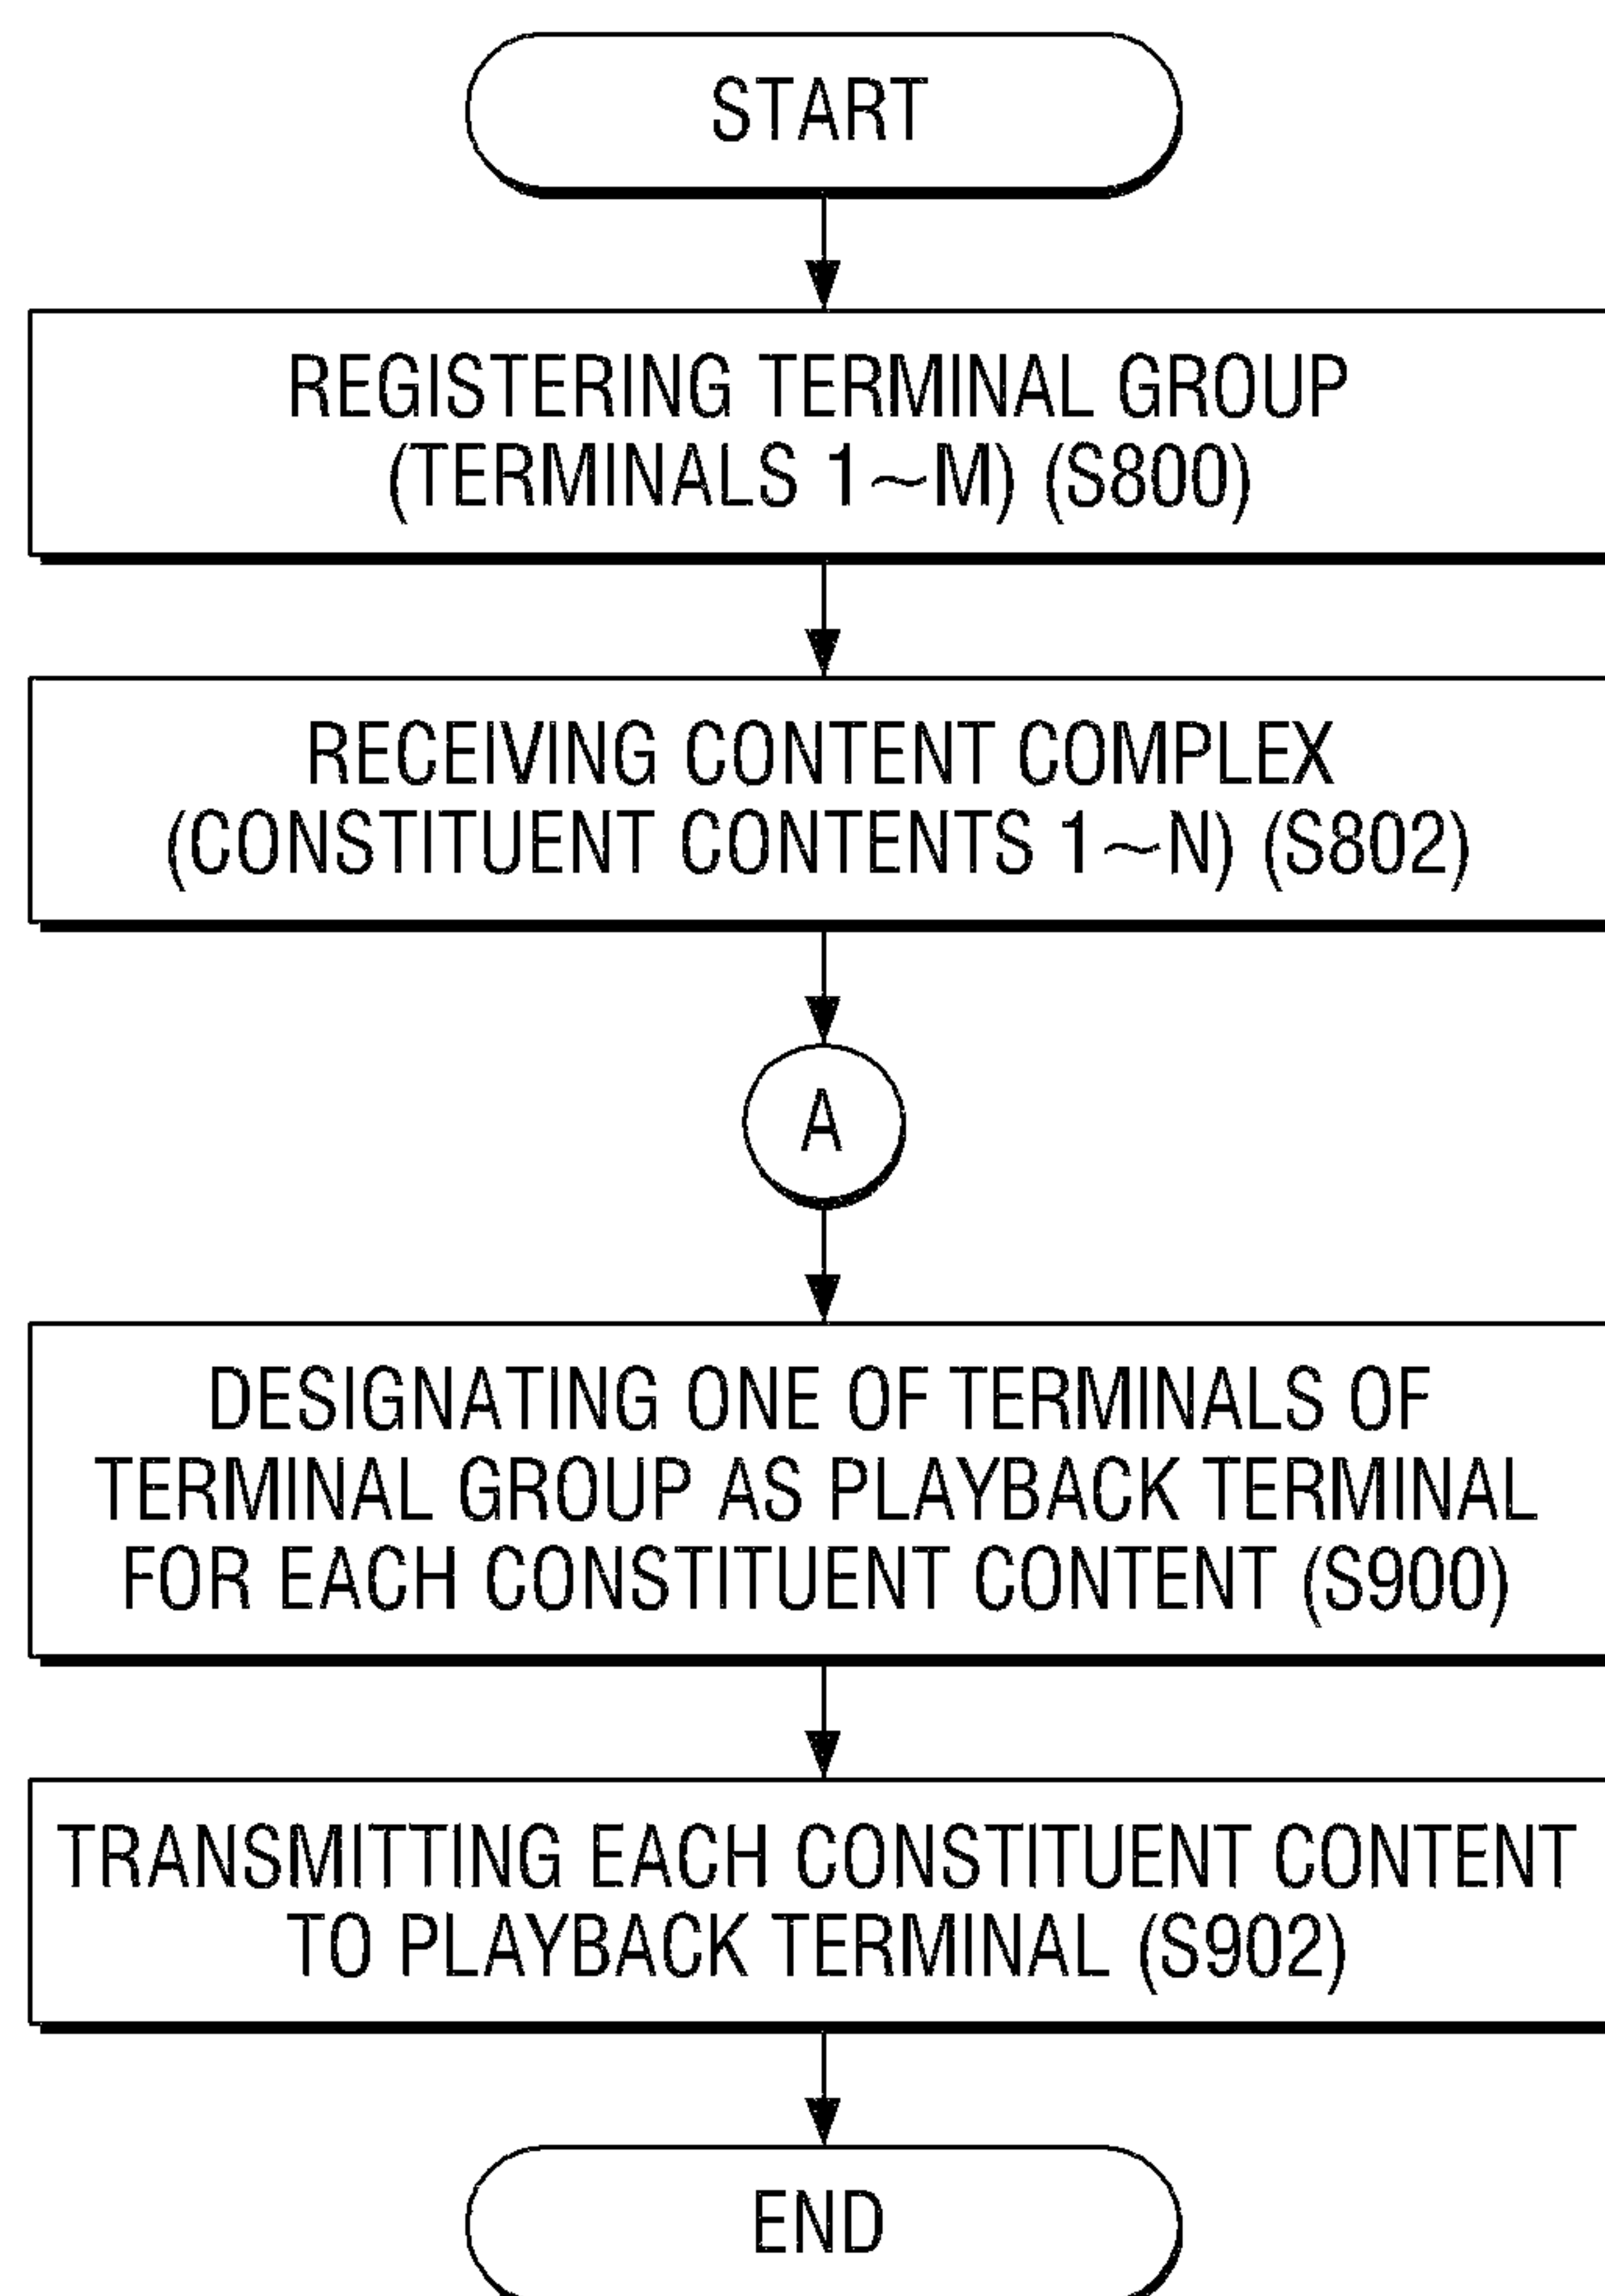 START
REGISTERING TERMINAL GROUP
(TERMINALS 1~M) (S800)
RECEIVING CONTENT COMPLEX
(CONSTITUENT CONTENTS 1~N) (S802)
A
DESIGNATING ONE OF TERMINALS OF
TERMINAL GROUP AS PLAYBACK TERMINAL
FOR EACH CONSTITUENT CONTENT (S900)
TRANSMITTING EACH CONSTITUENT CONTENT
TO PLAYBACK TERMINAL (S902)
END